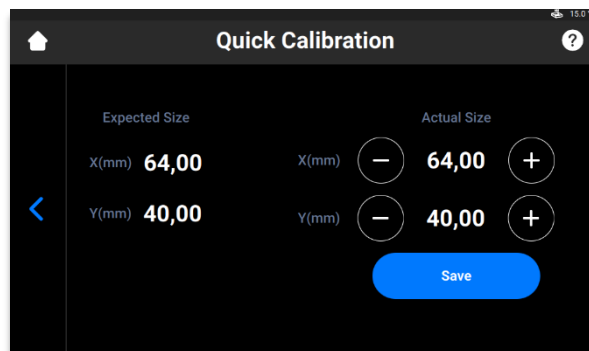 15.0
Quick Calibration
?
Expected Size
Actual Size
X(mm) 64,00
X(mm) − 64,00 +
Y(mm) 40,00
Y(mm) − 40,00 +
Save